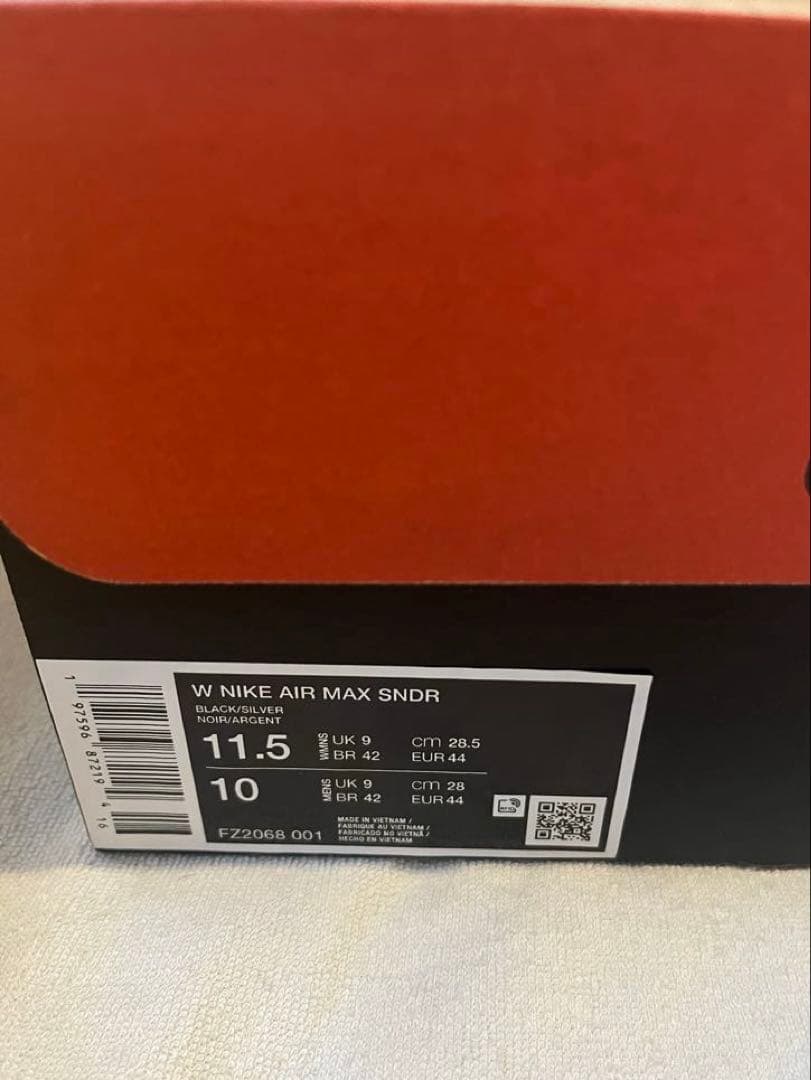 W NIKE AIR MAX SNDR
BLACK/SILVER
NOIR/ARGENT
11.5 WMNS UK 9 cm 28.5
BR 42 EUR 44
10 MENS UK 9 cm 28
BR 42 EUR 44
FZ2068 001
MADE IN VIETNAM /
FABRIQUE AU VIETNAM /
FABRICADO NO VIETNÃ /
HECHO EN VIETNAM
1 97596 87219 4 16